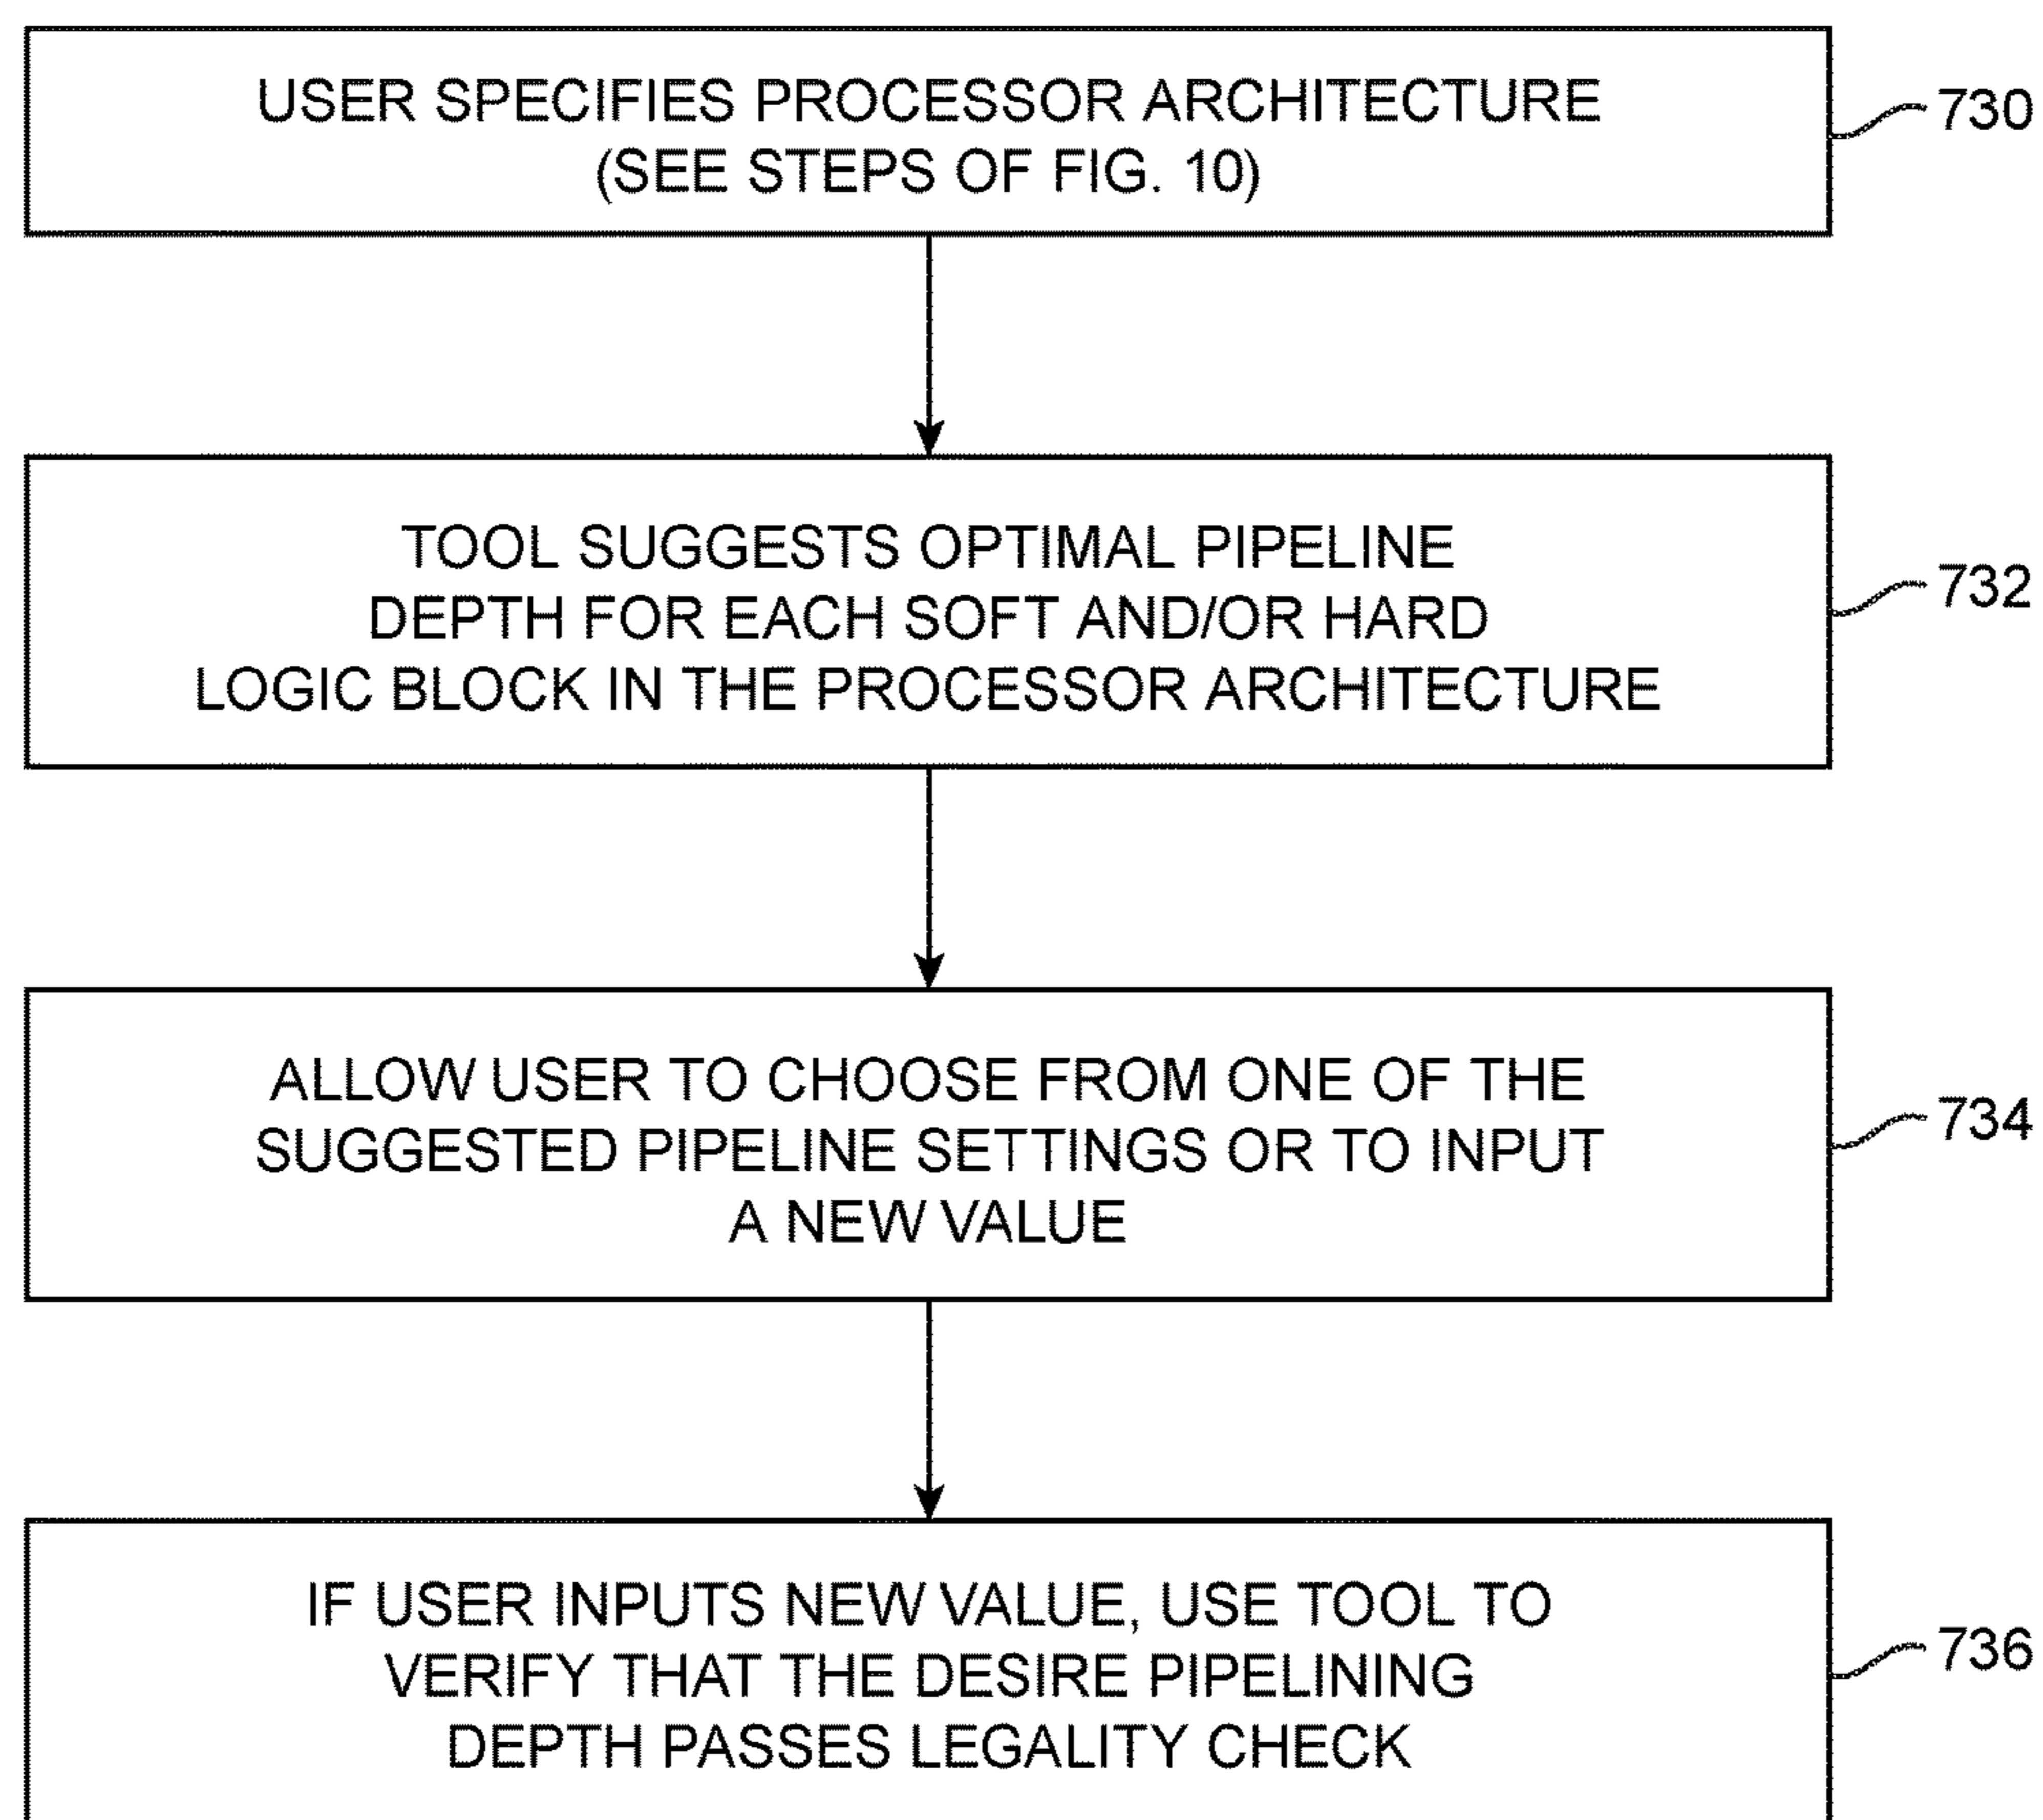 USER SPECIFIES PROCESSOR ARCHITECTURE
(SEE STEPS OF FIG. 10)
730
TOOL SUGGESTS OPTIMAL PIPELINE
DEPTH FOR EACH SOFT AND/OR HARD
LOGIC BLOCK IN THE PROCESSOR ARCHITECTURE
732
ALLOW USER TO CHOOSE FROM ONE OF THE
SUGGESTED PIPELINE SETTINGS OR TO INPUT
A NEW VALUE
734
IF USER INPUTS NEW VALUE, USE TOOL TO
VERIFY THAT THE DESIRE PIPELINING
DEPTH PASSES LEGALITY CHECK
736